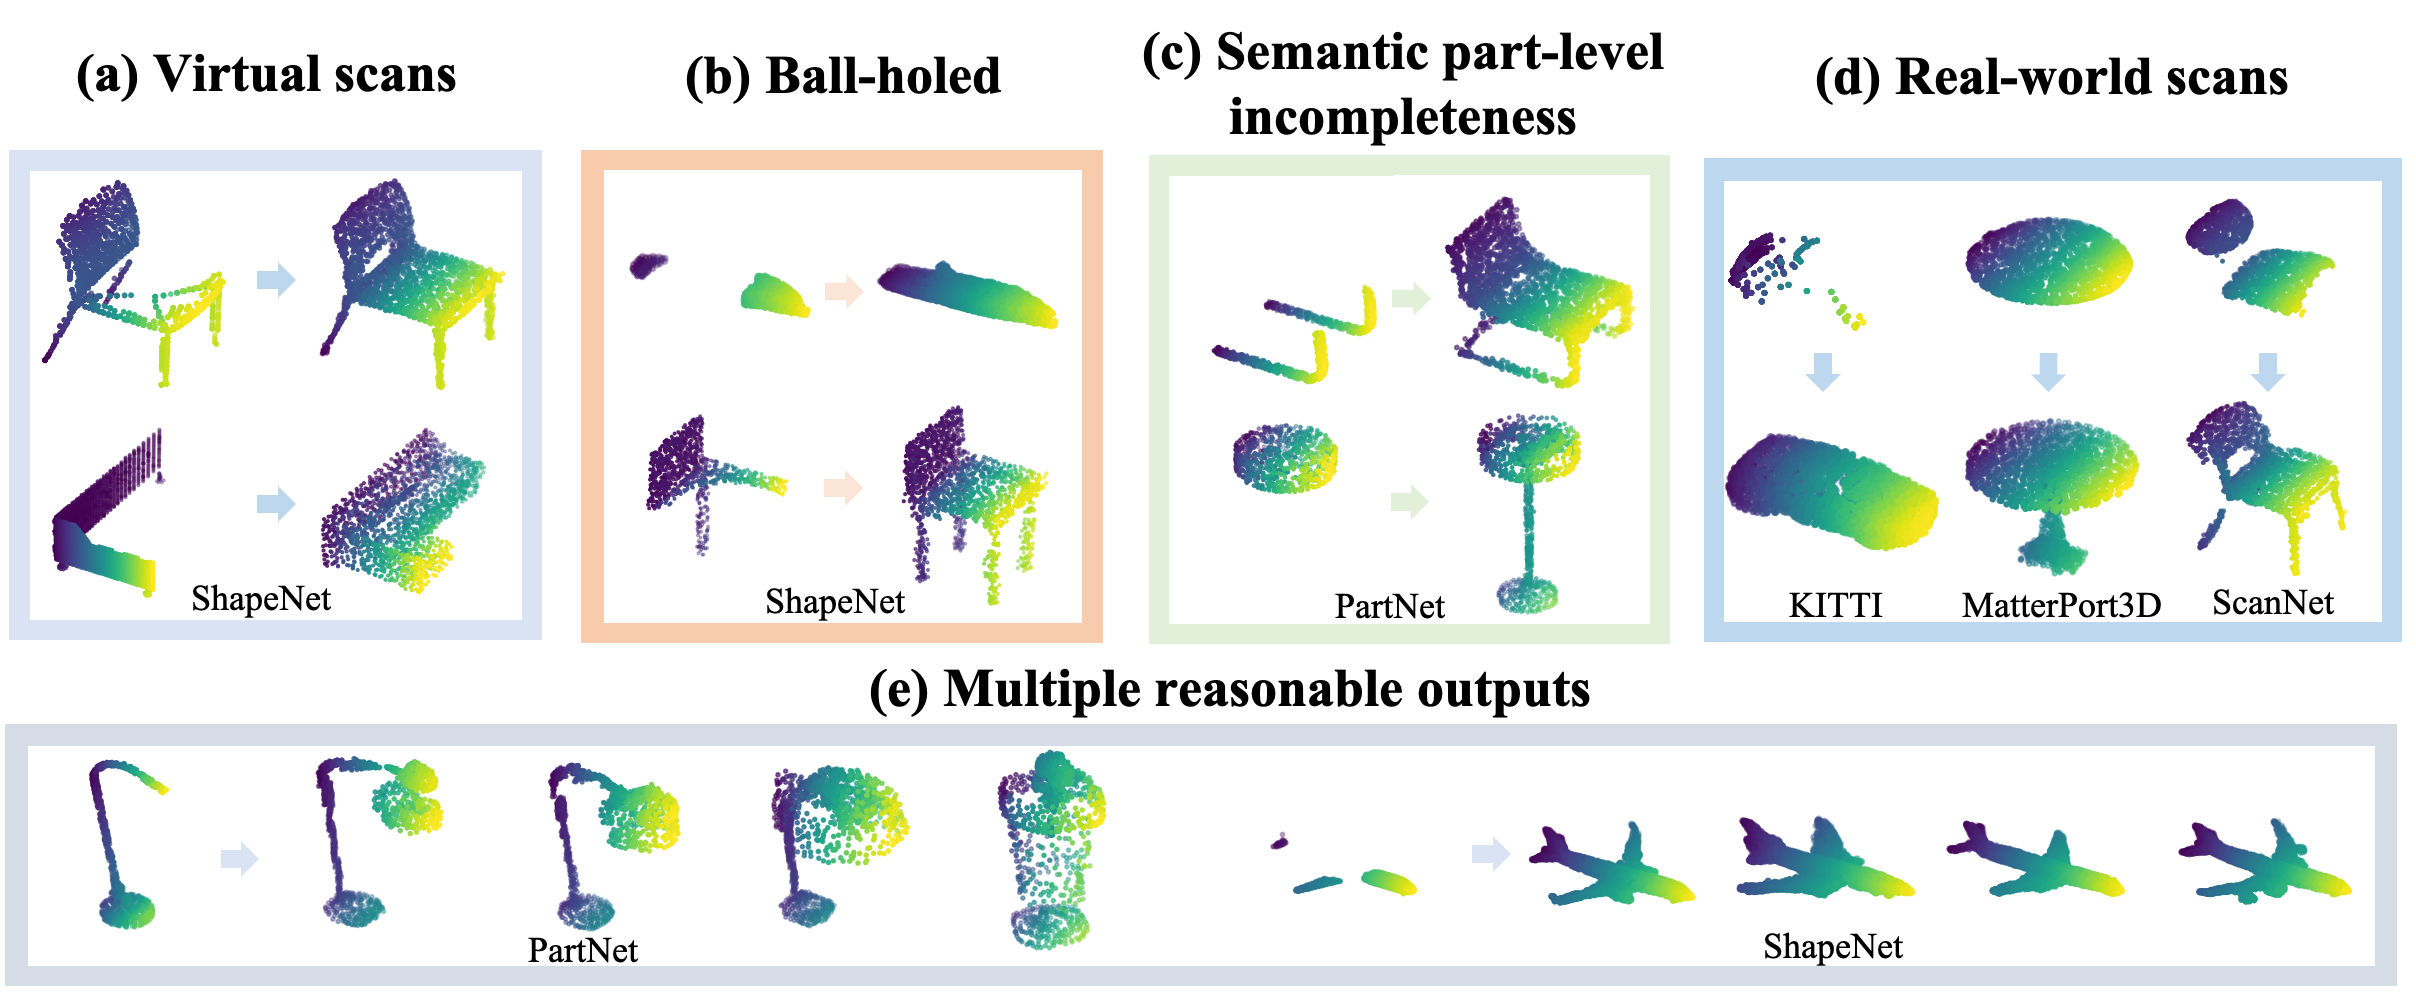 (a) Virtual scans
(b) Ball-holed
(c) Semantic part-level
incompleteness
(d) Real-world scans
ShapeNet
ShapeNet
PartNet
KITTI
MatterPort3D
ScanNet
(e) Multiple reasonable outputs
PartNet
ShapeNet